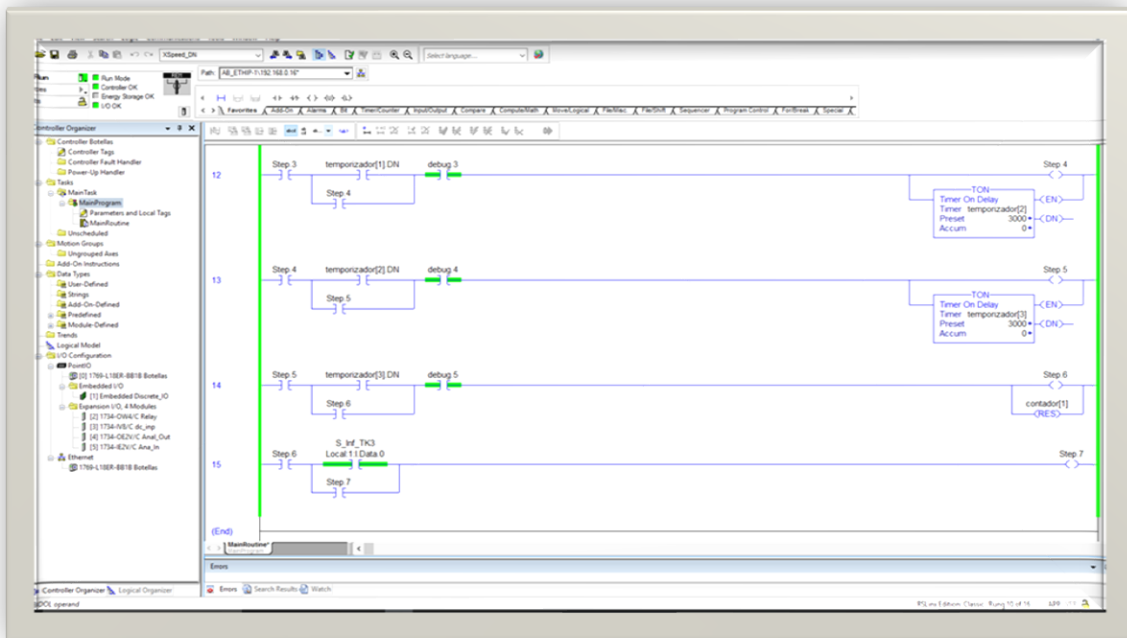 XSpeed_DN
Select language...
Run Mode
Controller OK
Energy Storage OK
I/O OK
Path: AB_ETHIP-1\192.168.0.16*
Favorites Add-On Alarms Bit Timer/Counter Input/Output Compare Compute/Math Move/Logical File/Misc File/Shift Sequencer Program Control For/Break Special
Controller Organizer
Controller Botellas
Controller Tags
Controller Fault Handler
Power-Up Handler
Tasks
MainTask
MainProgram
Parameters and Local Tags
MainRoutine
Unscheduled
Motion Groups
Ungrouped Axes
Add-On Instructions
Data Types
User-Defined
Strings
Add-On-Defined
Predefined
Module-Defined
Trends
Logical Model
I/O Configuration
PointIO
[0] 1769-L18ER-BB1B Botellas
Embedded I/O
[1] Embedded Discrete_IO
Expansion I/O, 4 Modules
[2] 1734-OW4/C Relay
[3] 1734-IV8/C dc_inp
[4] 1734-OE2V/C Anal_Out
[5] 1734-IE2V/C Ana_In
Ethernet
1769-L18ER-BB1B Botellas
Controller Organizer Logical Organizer
12
Step.3 temporizador[1].DN debug.3 Step.4
Step.4
TON
Timer On Delay EN
Timer temporizador[2]
Preset 3000 DN
Accum 0
13
Step.4 temporizador[2].DN debug.4 Step.5
Step.5
TON
Timer On Delay EN
Timer temporizador[3]
Preset 3000 DN
Accum 0
14
Step.5 temporizador[3].DN debug.5 Step.6
Step.6
contador[1]
RES
15
S_Inf_TK3
Step.6 Local:1:I.Data.0 Step.7
Step.7
(End)
MainRoutine*
MainProgram
Errors
Errors Search Results Watch
BOOL operand
RSLinx Edition: Classic Rung 10 of 16 APP